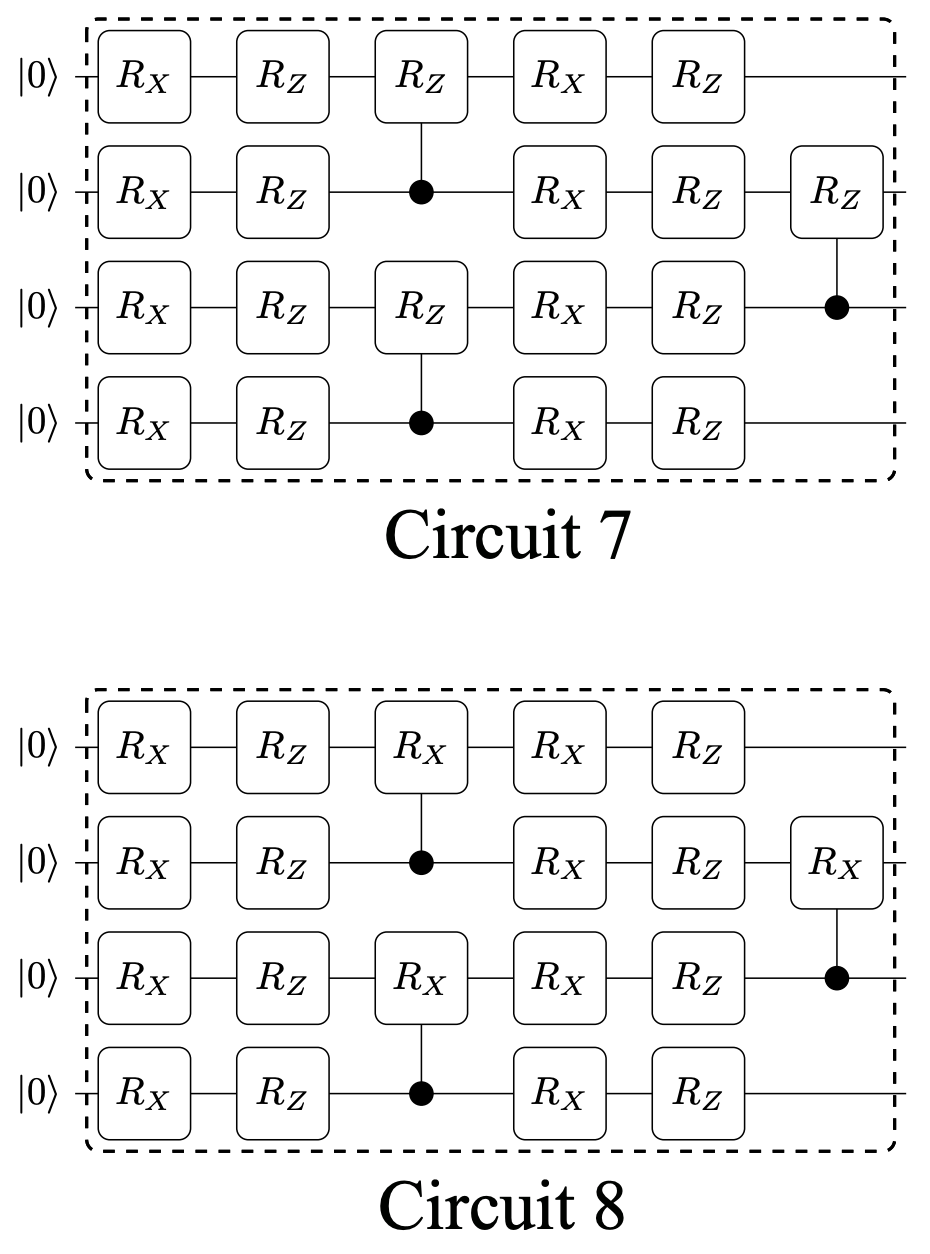 |0⟩ R_X R_Z R_Z R_X R_Z
|0⟩ R_X R_Z R_X R_Z R_Z
|0⟩ R_X R_Z R_Z R_X R_Z
|0⟩ R_X R_Z R_X R_Z
Circuit 7
|0⟩ R_X R_Z R_X R_X R_Z
|0⟩ R_X R_Z R_X R_Z R_X
|0⟩ R_X R_Z R_X R_X R_Z
|0⟩ R_X R_Z R_X R_Z
Circuit 8